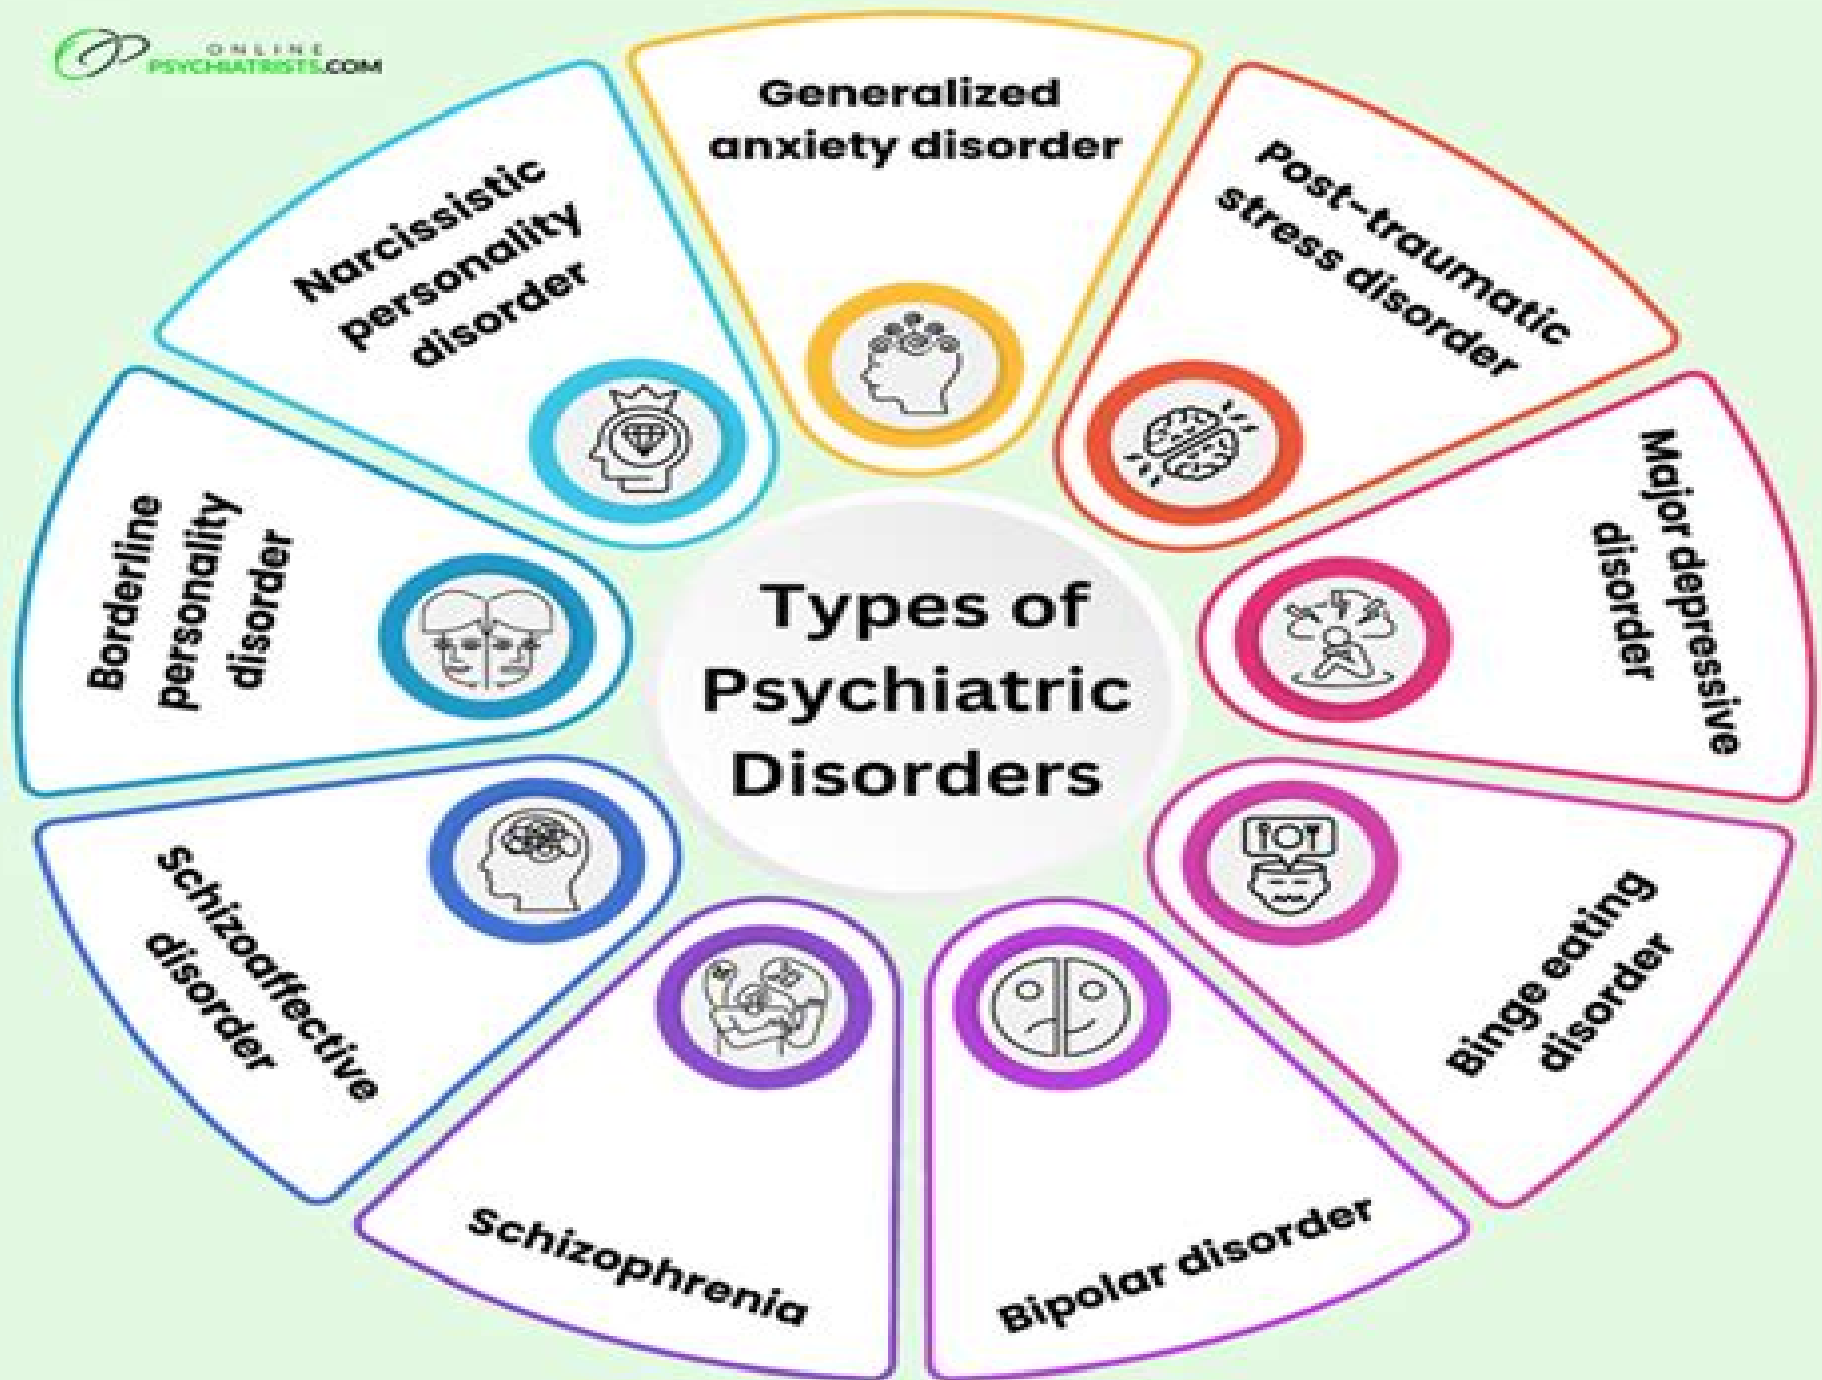 ONLINE
PSYCHIATRISTS.COM
Generalized
anxiety disorder
Post-traumatic
stress disorder
Major depressive
disorder
Binge eating
disorder
Bipolar disorder
Schizophrenia
Schizoaffective
disorder
Borderline
personality
disorder
Narcissistic
personality
disorder
Types of
Psychiatric
Disorders